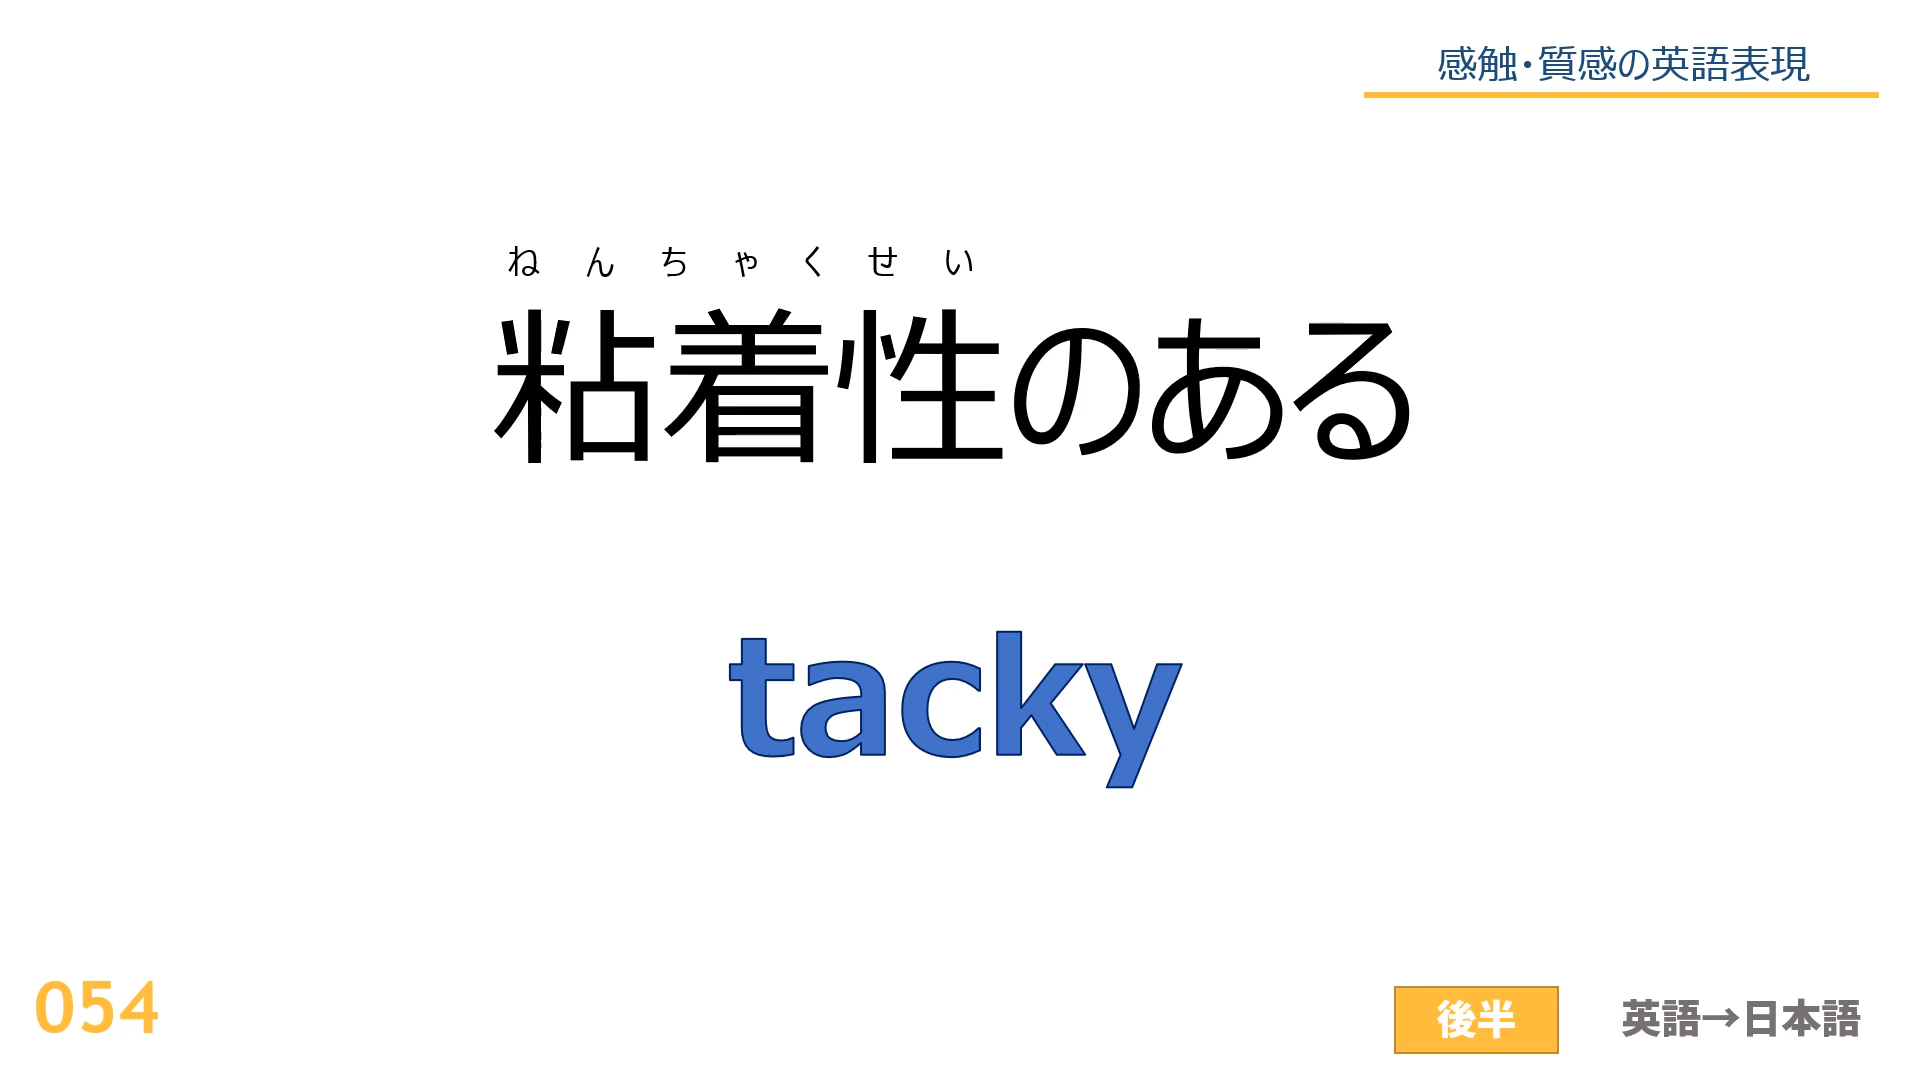 感触・質感の英語表現
ねんちゃくせい
粘着性のある
tacky
054
後半
英語→日本語